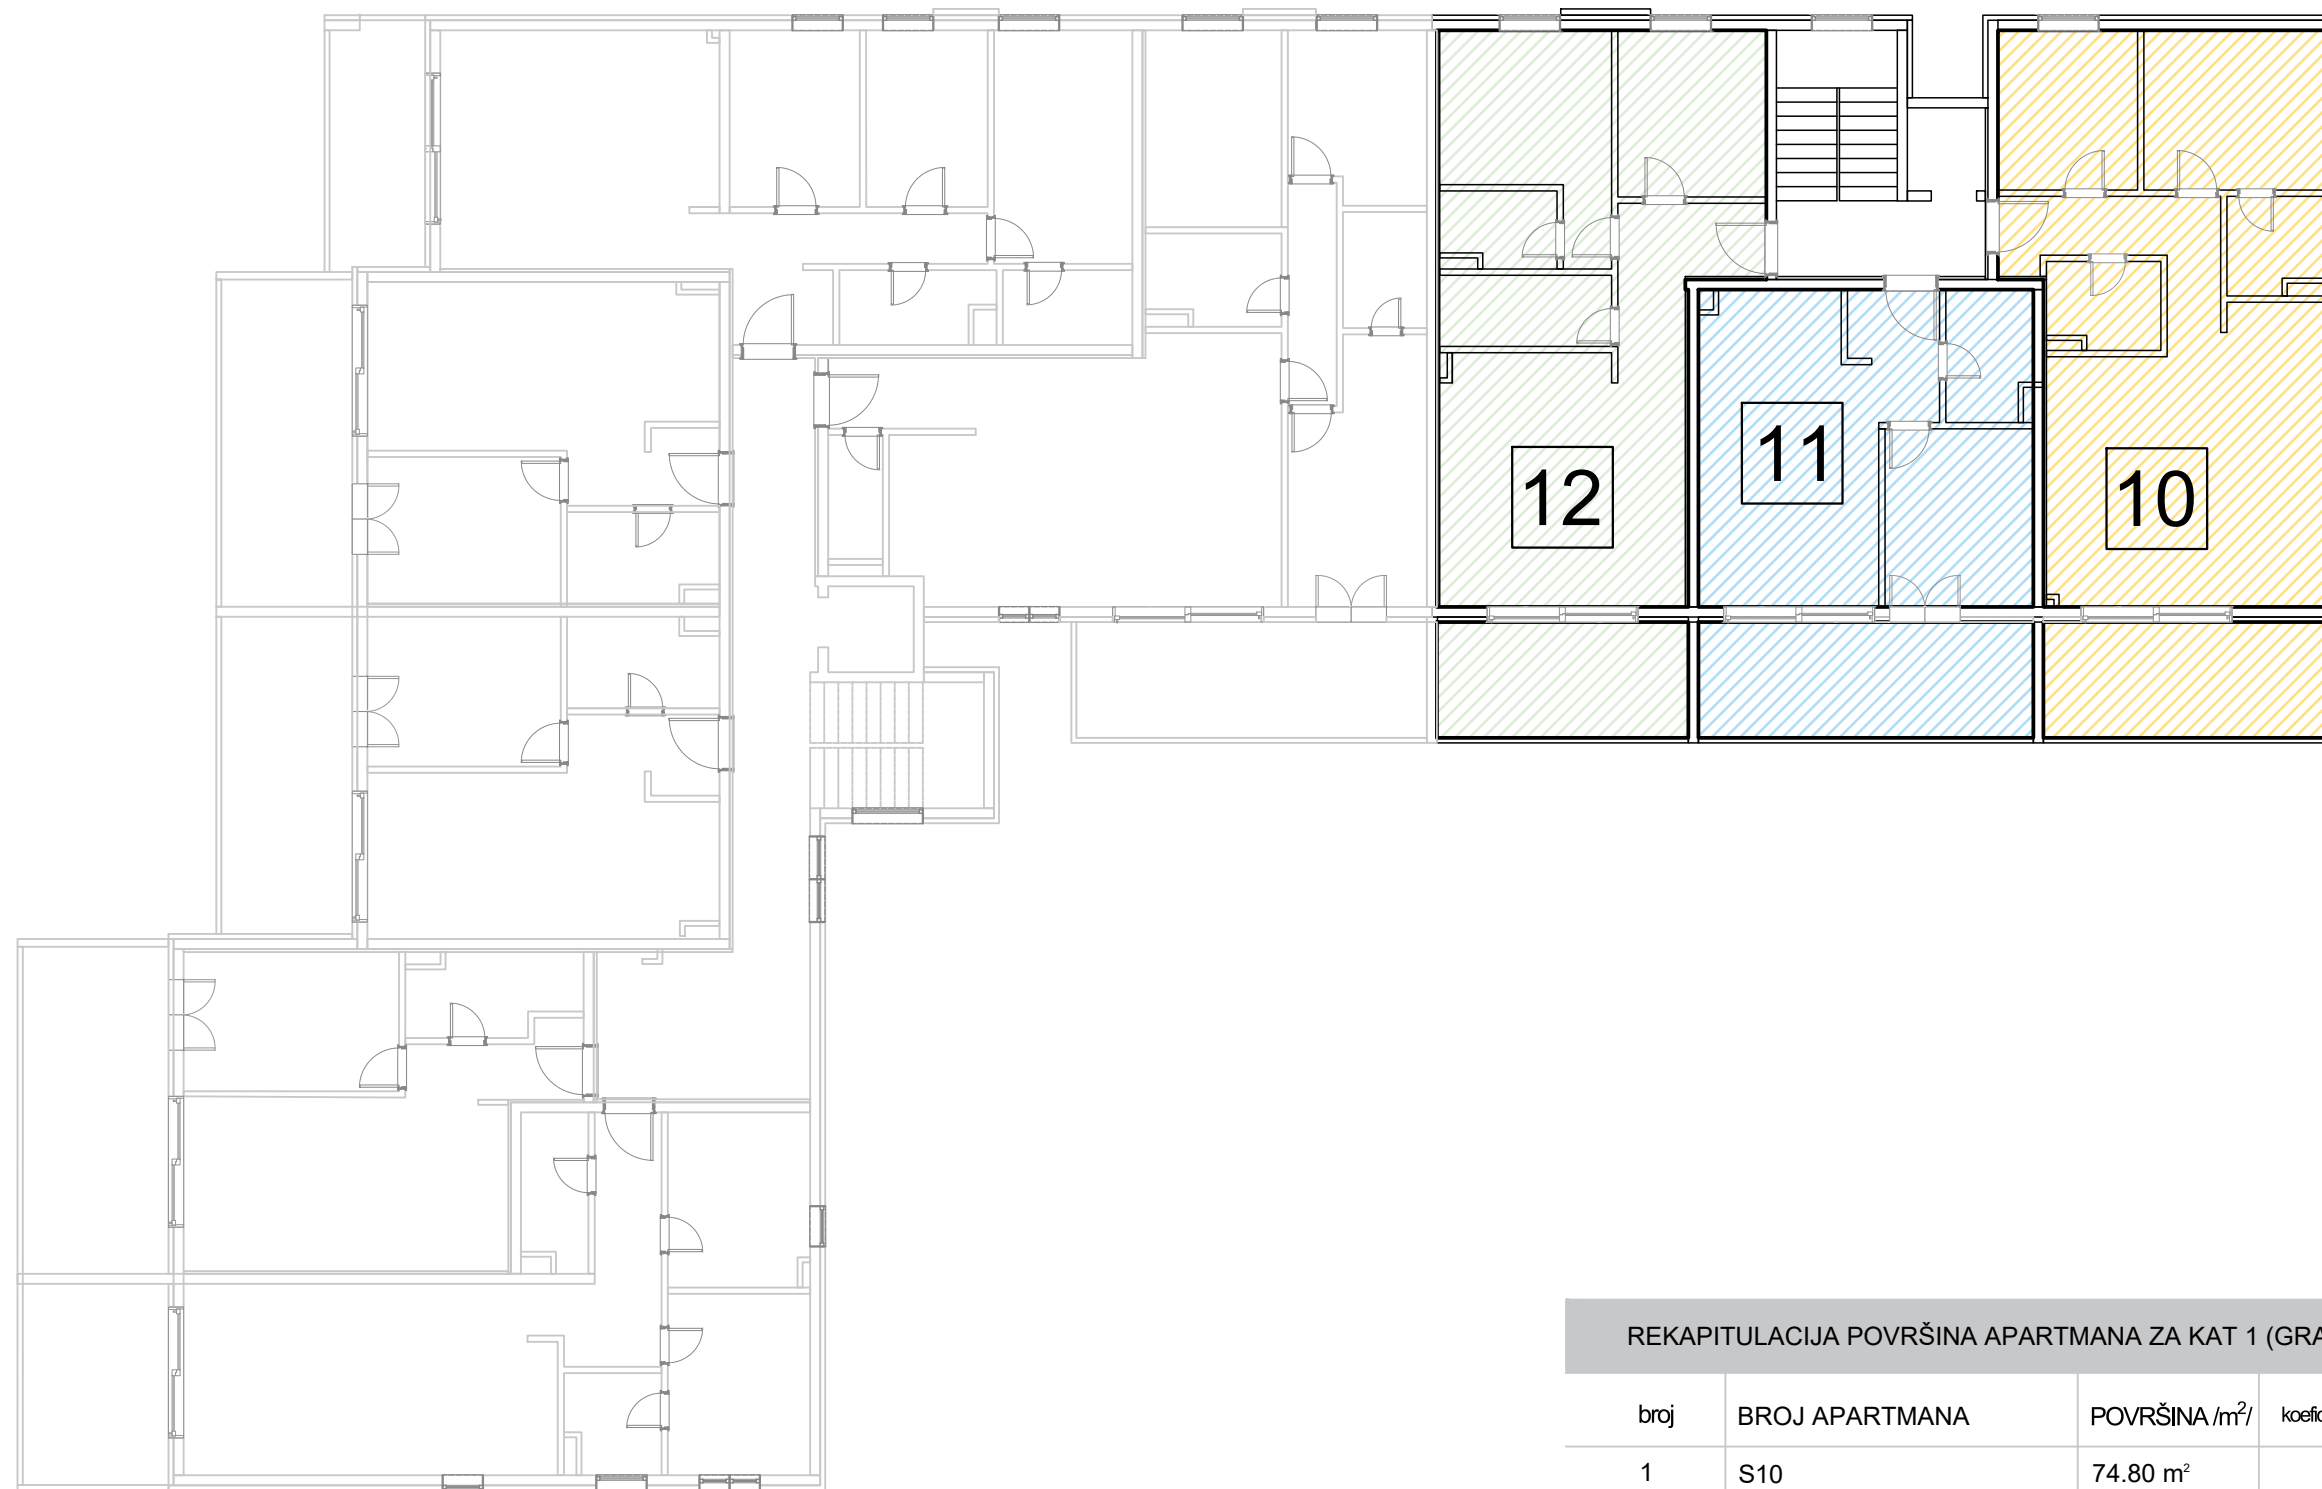 12
11
10
REKAPITULACIJA POVRŠINA APARTMANA ZA KAT 1 (GRA
broj BROJ APARTMANA POVRŠINA /m²/ koefic
1 S10 74.80 m²